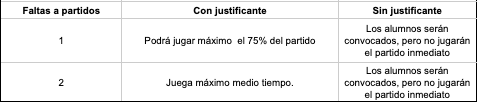 Faltas a partidos Con justificante Sin justificante
1 Podrá jugar máximo el 75% del partido Los alumnos serán
convocados, pero no jugarán
el partido inmediato
2 Juega máximo medio tiempo. Los alumnos serán
convocados, pero no jugarán
el partido inmediato